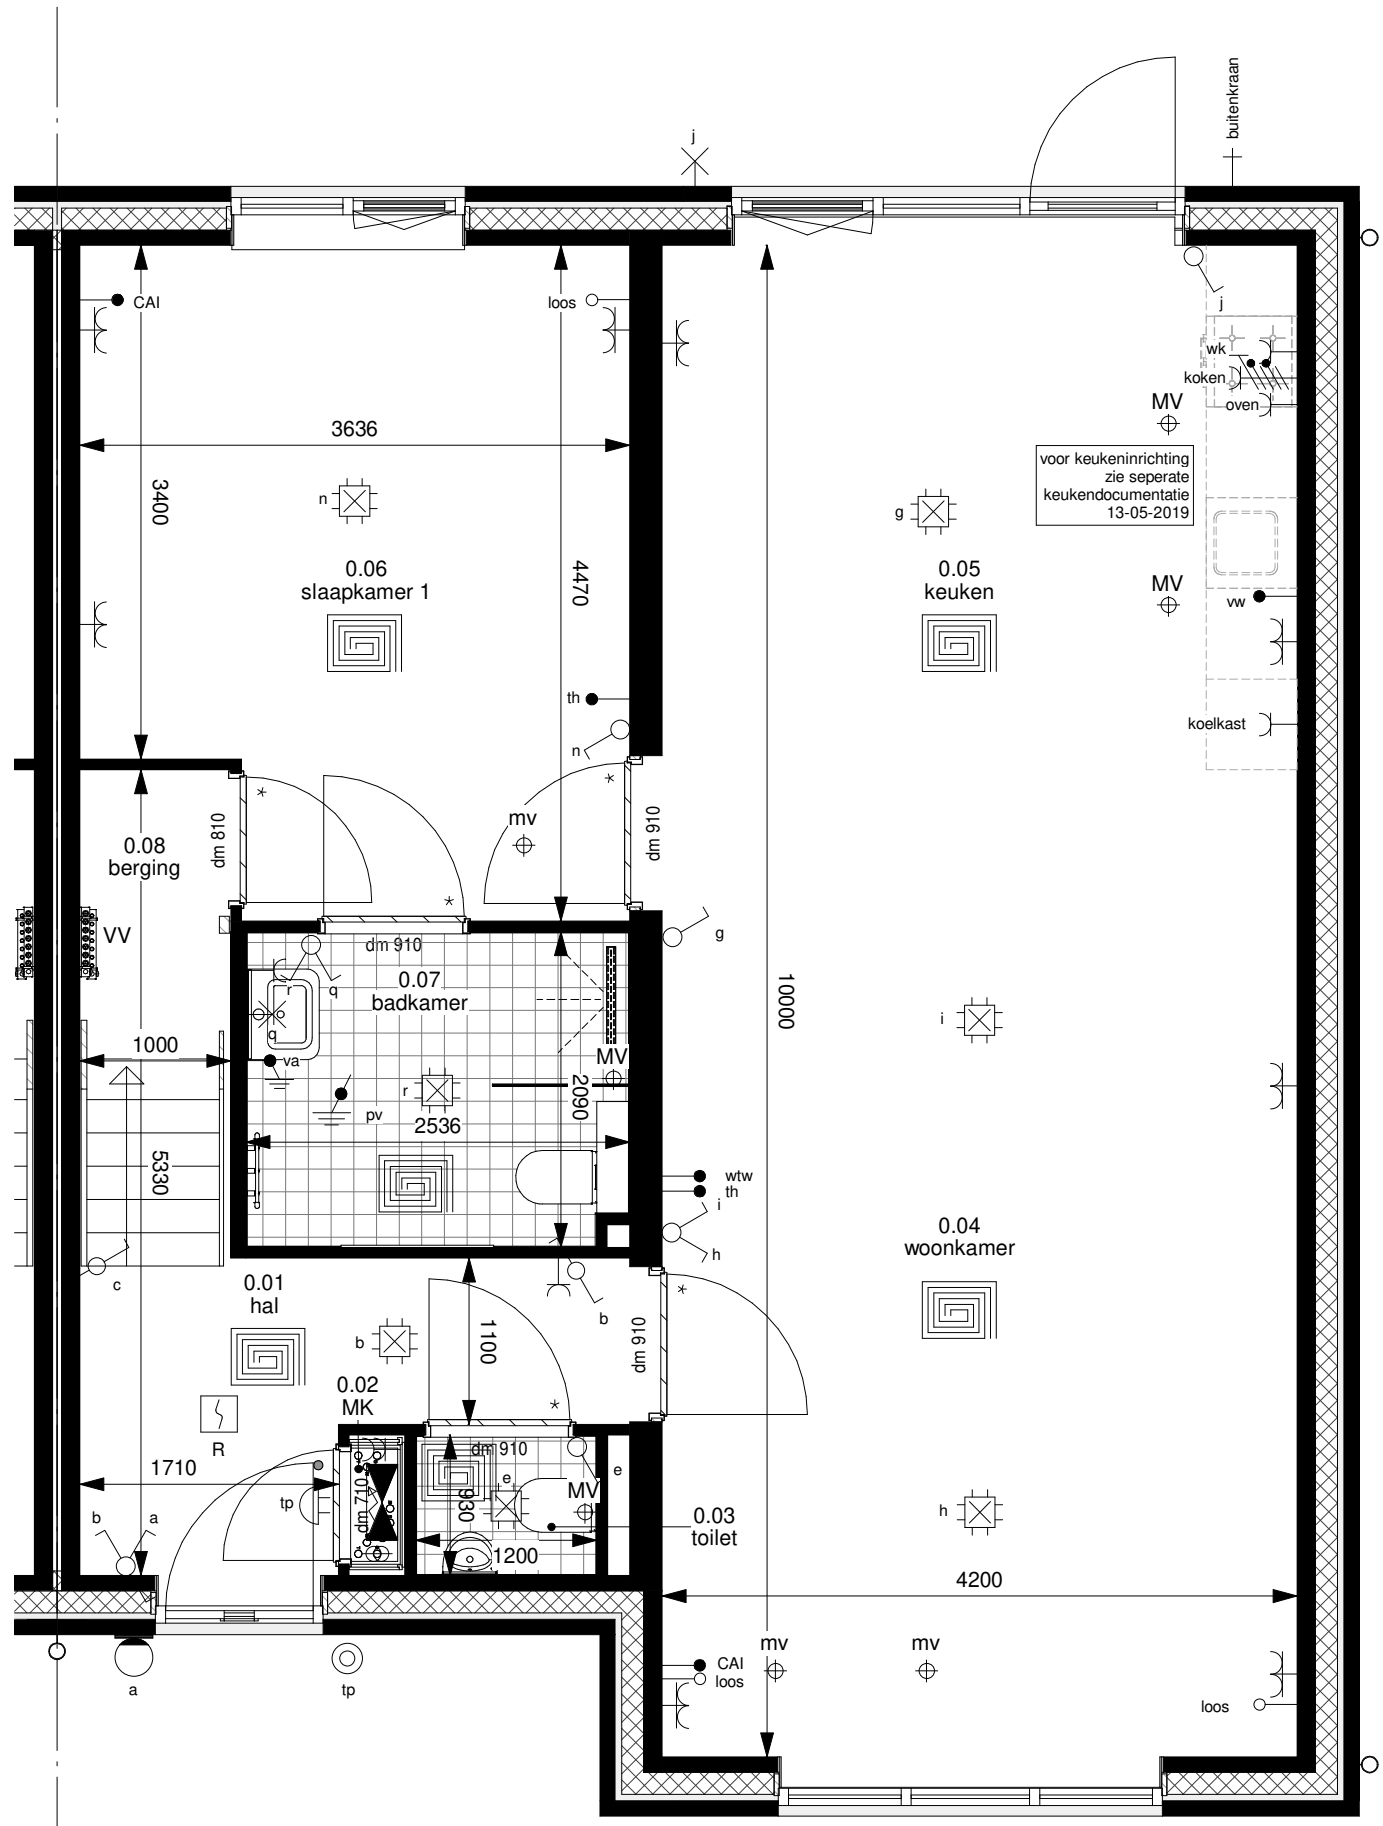 buitenkraan
j
CAI
loos
j
wk
koken
oven
MV
3636
voor keukeninrichting
zie seperate
keukendocumentatie
13-05-2019
3400
n
g
0.06
slaapkamer 1
4470
0.05
keuken
MV
vw
th
n
koelkast
*
*
mv
dm 810
dm 910
0.08
berging
*
VV
g
dm 910
0.07
badkamer
r
q
10000
q
i
1000
va
MV
r
2090
pv
2536
5330
wtw
th
i
h
0.04
woonkamer
c
0.01
hal
*
b
b
1100
dm 910
0.02
MK
*
R
dm 910
e
1710
e
tp
dm 710
930
MV
h
0.03
toilet
b
a
1200
4200
mv
mv
CAI
loos
loos
a
tp